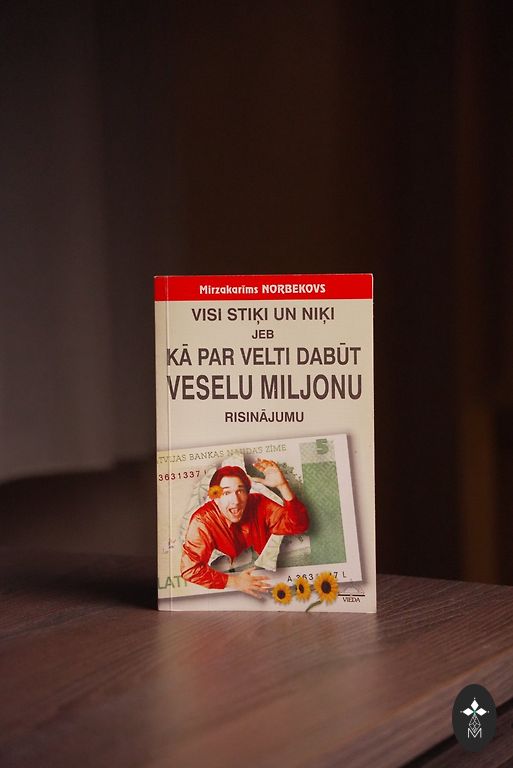 Mirzakarīms NORBEKOVS
VISI STIĶI UN NIĶI
JEB
KĀ PAR VELTI DABŪT
VESELU MILJONU
RISINĀJUMU
LATVIJAS BANKAS NAUDAS ZĪME
5
3631337 L
LAT
VIEDA